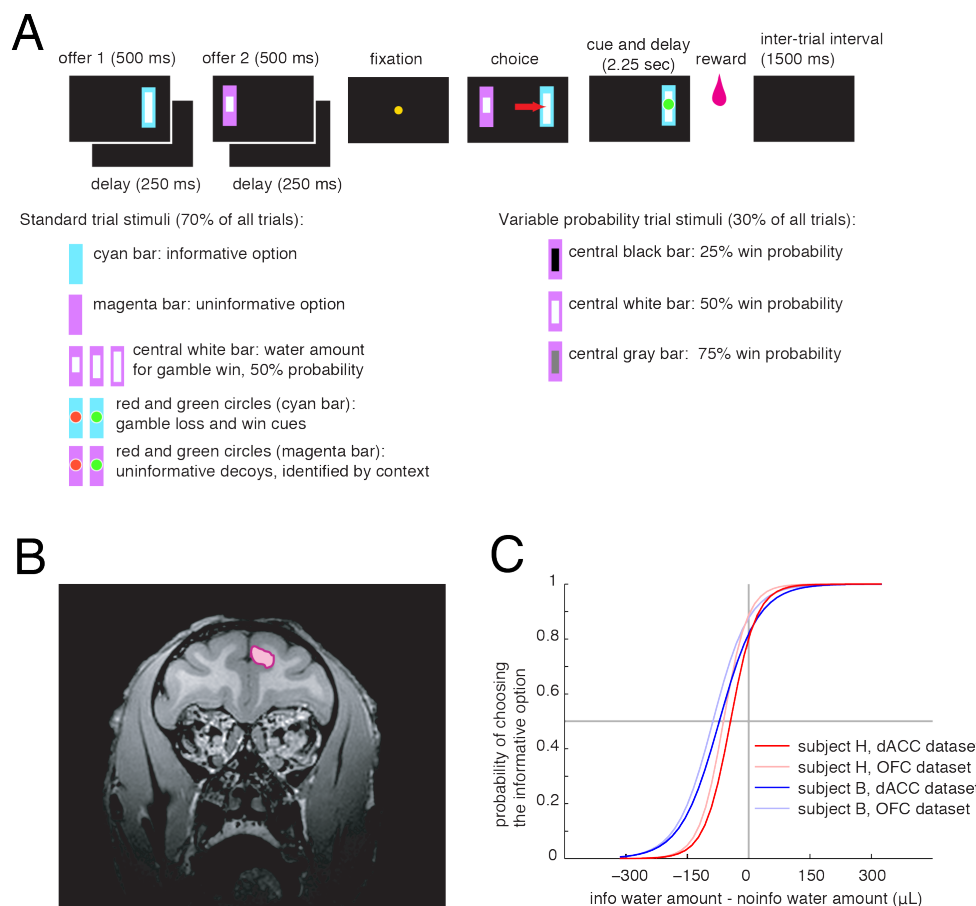 A
offer 1 (500 ms)
offer 2 (500 ms)
fixation
choice
cue and delay
(2.25 sec)
reward
inter-trial interval
(1500 ms)
delay (250 ms)
delay (250 ms)
Standard trial stimuli (70% of all trials):
cyan bar: informative option
magenta bar: uninformative option
central white bar: water amount
for gamble win, 50% probability
red and green circles (cyan bar):
gamble loss and win cues
red and green circles (magenta bar):
uninformative decoys, identified by context
Variable probability trial stimuli (30% of all trials):
central black bar: 25% win probability
central white bar: 50% win probability
central gray bar: 75% win probability
B
C
probability of choosing
the informative option
1
0.8
0.6
0.4
0.2
0
subject H, dACC datase
subject H, OFC dataset
subject B, dACC dataset
subject B, OFC dataset
−300
−150
0
150
300
info water amount - noinfo water amount (µL)